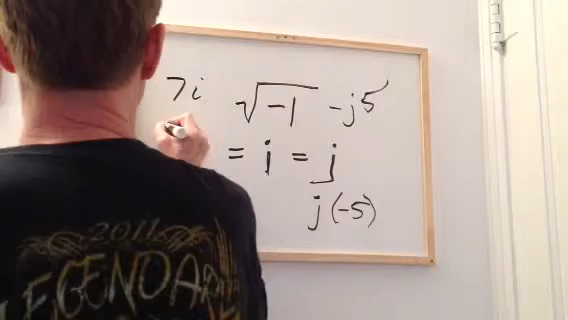 7i √-1 -j5
= i = j
j(-5)
2011
LEGENDARY